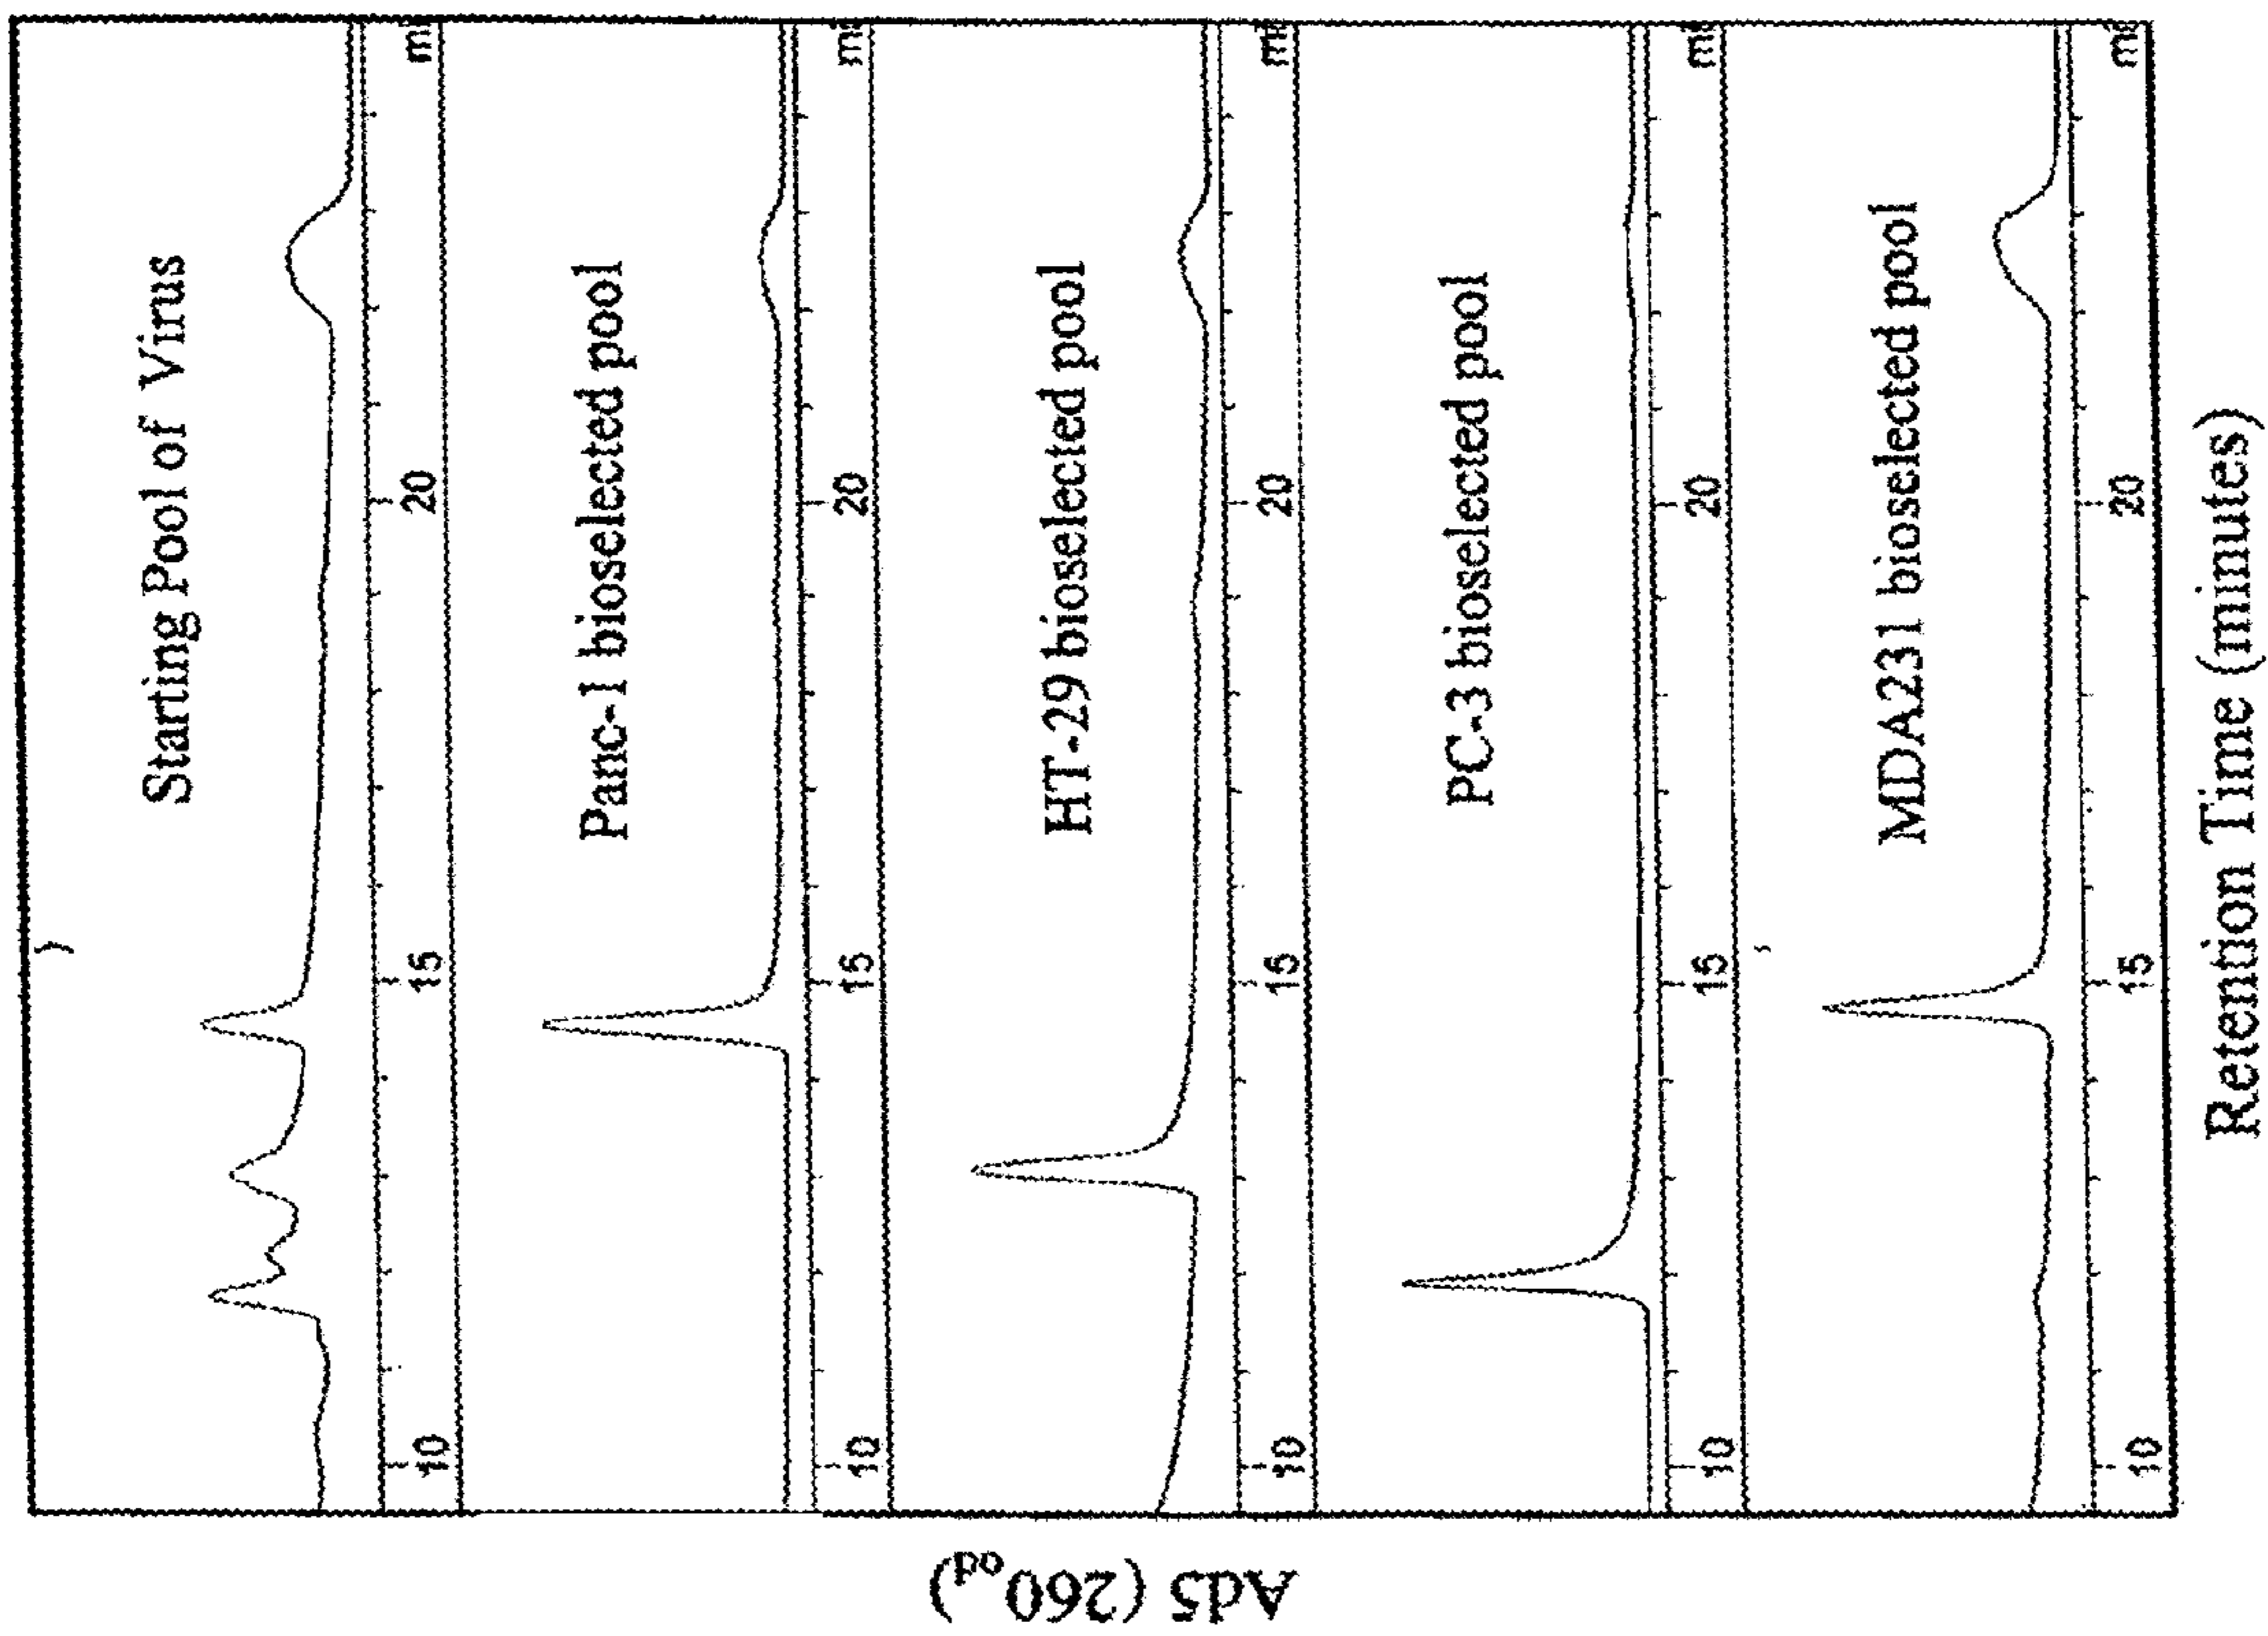 Starting Pool of Virus
10 15 20
Panc-1 bioselected pool
10 15 20
HT-29 bioselected pool
10 15 20
PC-3 bioselected pool
10 15 20
MDA231 bioselected pool
10 15 20
Retention Time (minutes)
Ad5 (260od)